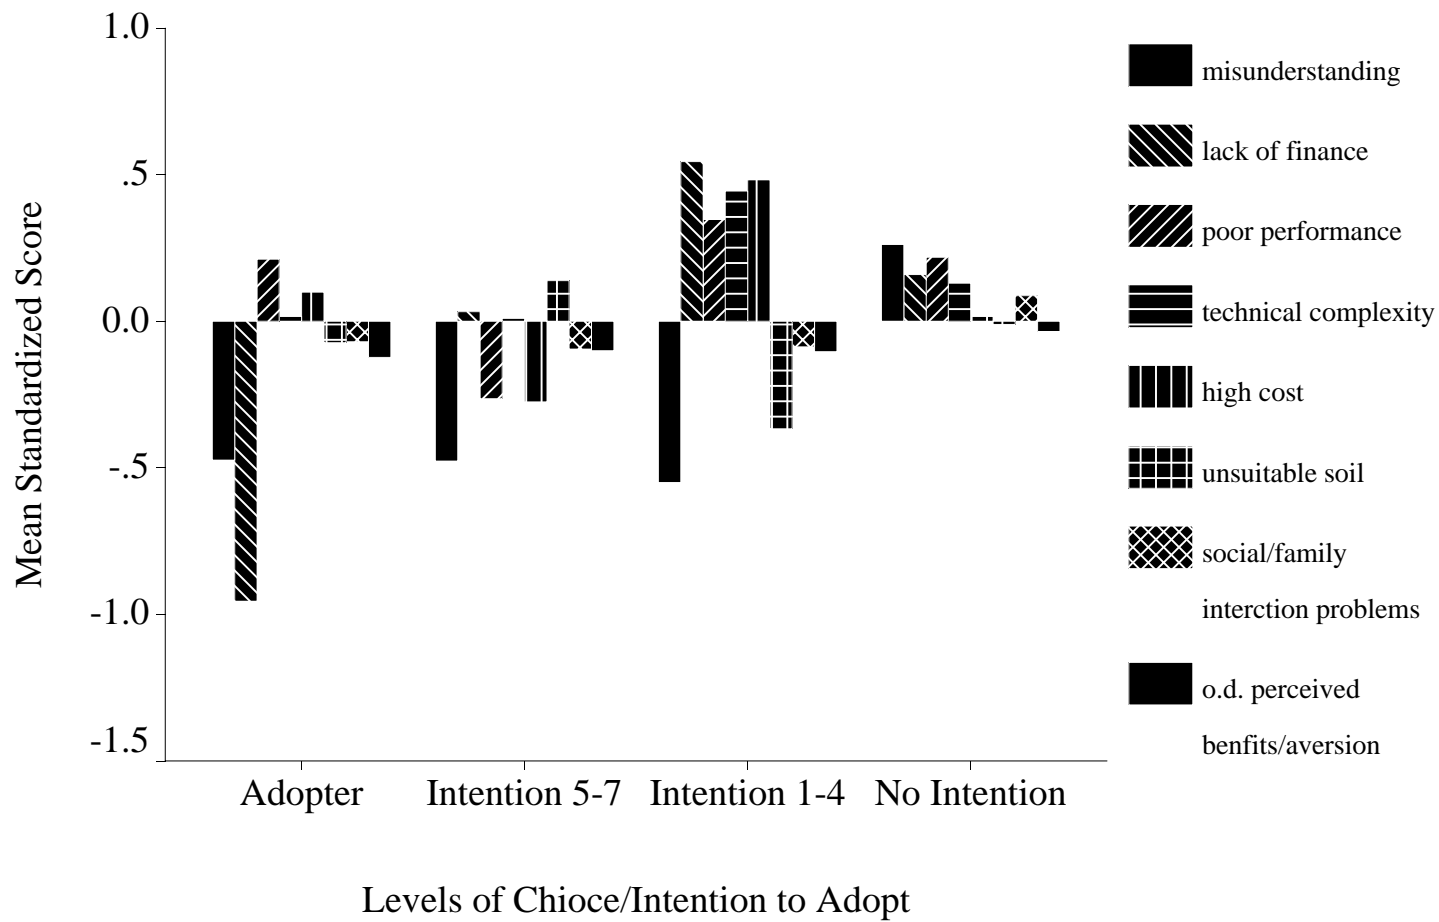 1.0
.5
0.0
-.5
-1.0
-1.5
Mean Standardized Score
Adopter
Intention 5-7
Intention 1-4
No Intention
Levels of Chioce/Intention to Adopt
misunderstanding
lack of finance
poor performance
technical complexity
high cost
unsuitable soil
social/family
interction problems
o.d. perceived
benfits/aversion